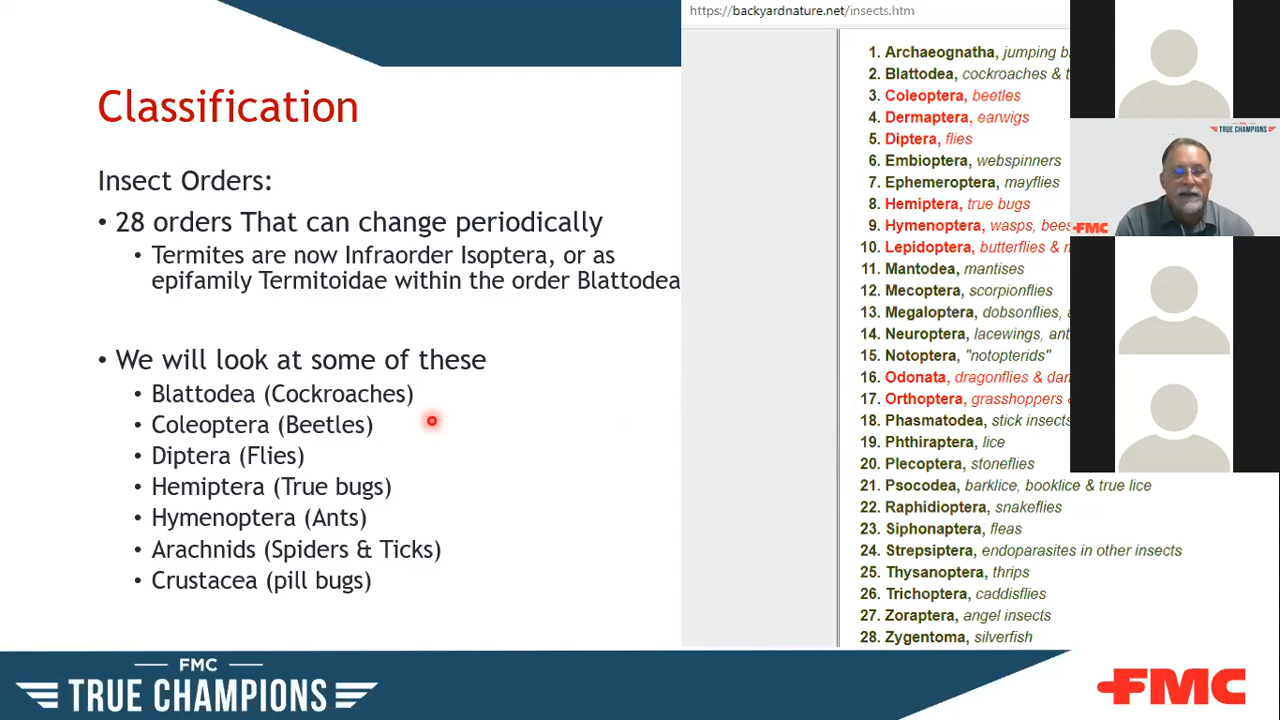 Classification
Insect Orders:
• 28 orders That can change periodically
• Termites are now Infraorder Isoptera, or as
epifamily Termitoidae within the order Blattodea
• We will look at some of these
• Blattodea (Cockroaches)
• Coleoptera (Beetles)
• Diptera (Flies)
• Hemiptera (True bugs)
• Hymenoptera (Ants)
• Arachnids (Spiders & Ticks)
• Crustacea (pill bugs)
https://backyardnature.net/insects.htm
1. Archaeognatha, jumping b
2. Blattodea, cockroaches & t
3. Coleoptera, beetles
4. Dermaptera, earwigs
5. Diptera, flies
6. Embioptera, webspinners
7. Ephemeroptera, mayflies
8. Hemiptera, true bugs
9. Hymenoptera, wasps, bees
10. Lepidoptera, butterflies & m
11. Mantodea, mantises
12. Mecoptera, scorpionflies
13. Megaloptera, dobsonflies, a
14. Neuroptera, lacewings, ant
15. Notoptera, "notopterids"
16. Odonata, dragonflies & dam
17. Orthoptera, grasshoppers &
18. Phasmatodea, stick insects
19. Phthiraptera, lice
20. Plecoptera, stoneflies
21. Psocodea, barklice, booklice & true lice
22. Raphidioptera, snakeflies
23. Siphonaptera, fleas
24. Strepsiptera, endoparasites in other insects
25. Thysanoptera, thrips
26. Trichoptera, caddisflies
27. Zoraptera, angel insects
28. Zygentoma, silverfish
FMC
TRUE CHAMPIONS
FMC
FMC
TRUE CHAMPIONS
FMC